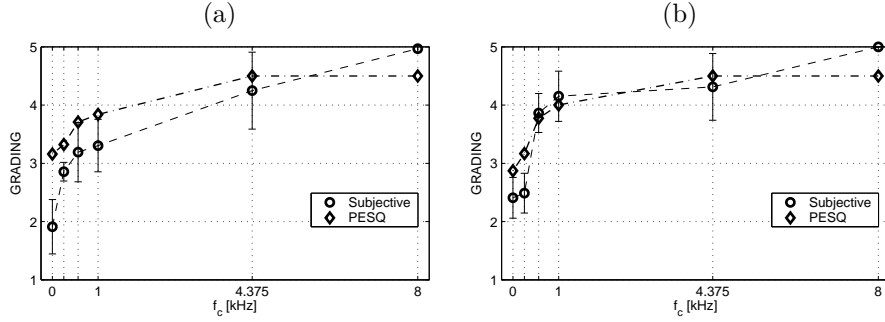 (a)
5
4
3
2
1
GRADING
Subjective
PESQ
0
1
4.375
8
f_c [kHz]
(b)
5
4
3
2
1
GRADING
Subjective
PESQ
0
1
4.375
8
f_c [kHz]